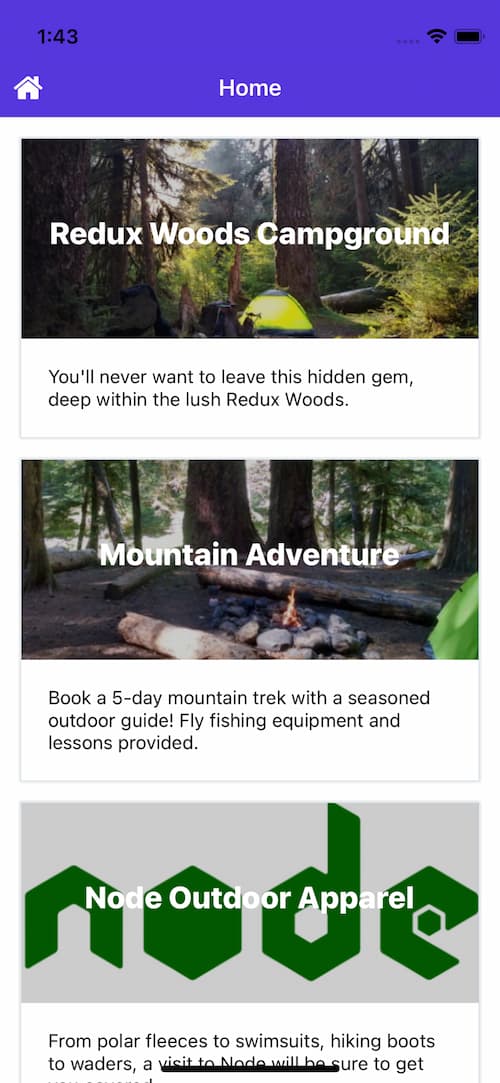 1:43
Home
Redux Woods Campground
You'll never want to leave this hidden gem,
deep within the lush Redux Woods.
Mountain Adventure
Book a 5-day mountain trek with a seasoned
outdoor guide! Fly fishing equipment and
lessons provided.
node
Node Outdoor Apparel
From polar fleeces to swimsuits, hiking boots
to waders, a visit to Node will be sure to get
you covered.